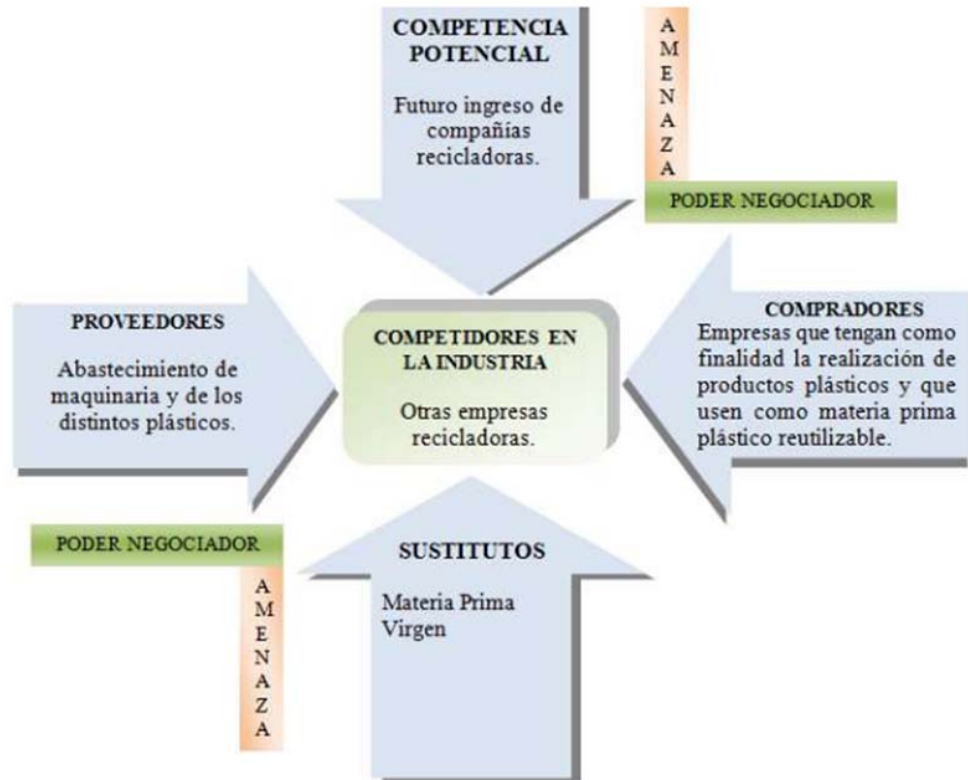 COMPETENCIA
POTENCIAL
Futuro ingreso de
compañías
recicladoras.
AMENAZA
PODER NEGOCIADOR
PROVEEDORES
Abastecimiento de
maquinaria y de los
distintos plásticos.
COMPETIDORES EN
LA INDUSTRIA
Otras empresas
recicladoras.
COMPRADORES
Empresas que tengan como
finalidad la realización de
productos plásticos y que
usen como materia prima
plástico reutilizable.
PODER NEGOCIADOR
AMENAZA
SUSTITUTOS
Materia Prima
Virgen